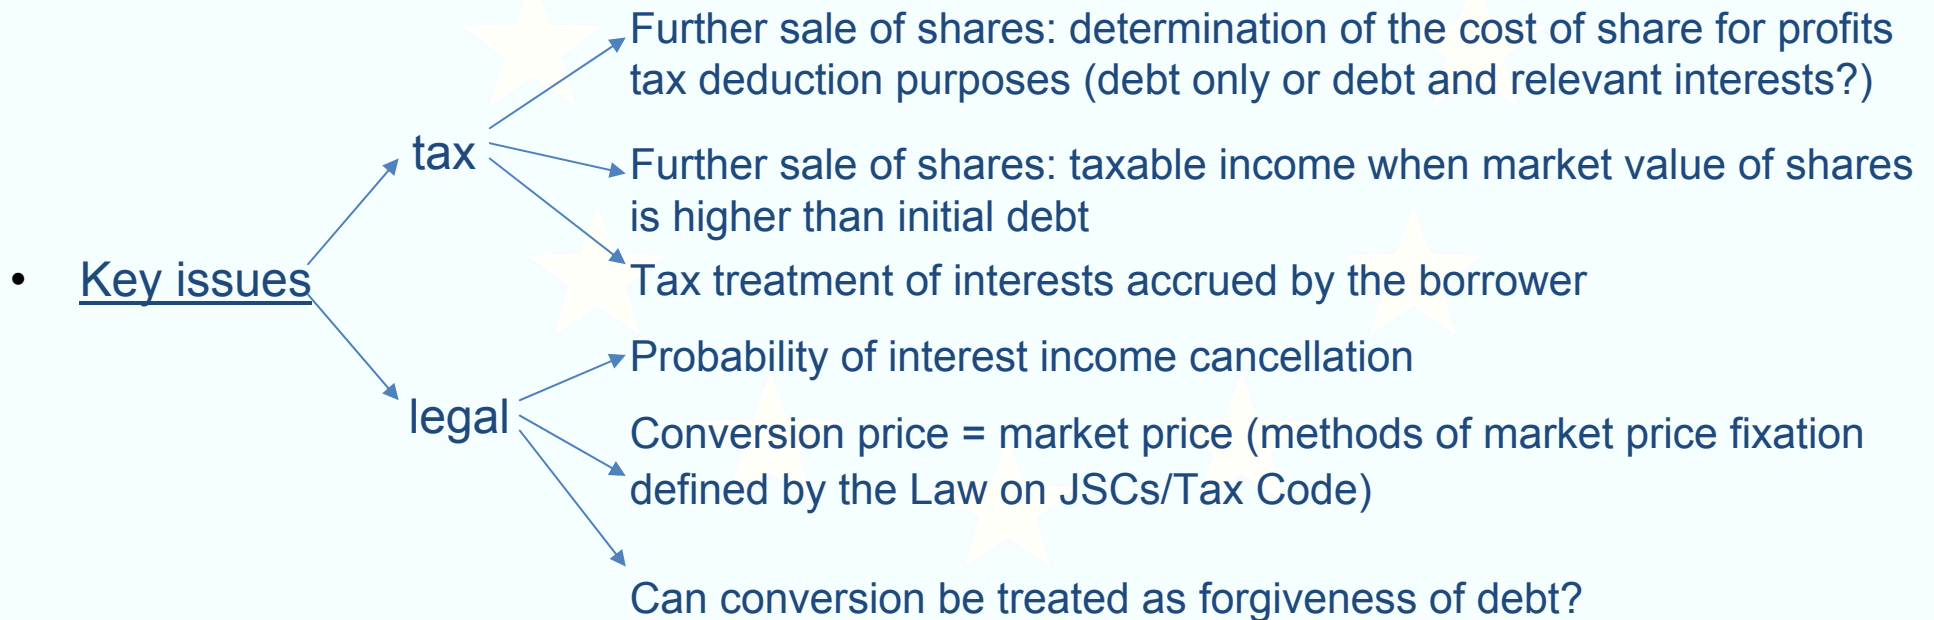 Further sale of shares: determination of the cost of share for profits
tax deduction purposes (debt only or debt and relevant interests?)
tax
Further sale of shares: taxable income when market value of shares
is higher than initial debt
• Key issues
Tax treatment of interests accrued by the borrower
Probability of interest income cancellation
legal
Conversion price = market price (methods of market price fixation
defined by the Law on JSCs/Tax Code)
Can conversion be treated as forgiveness of debt?